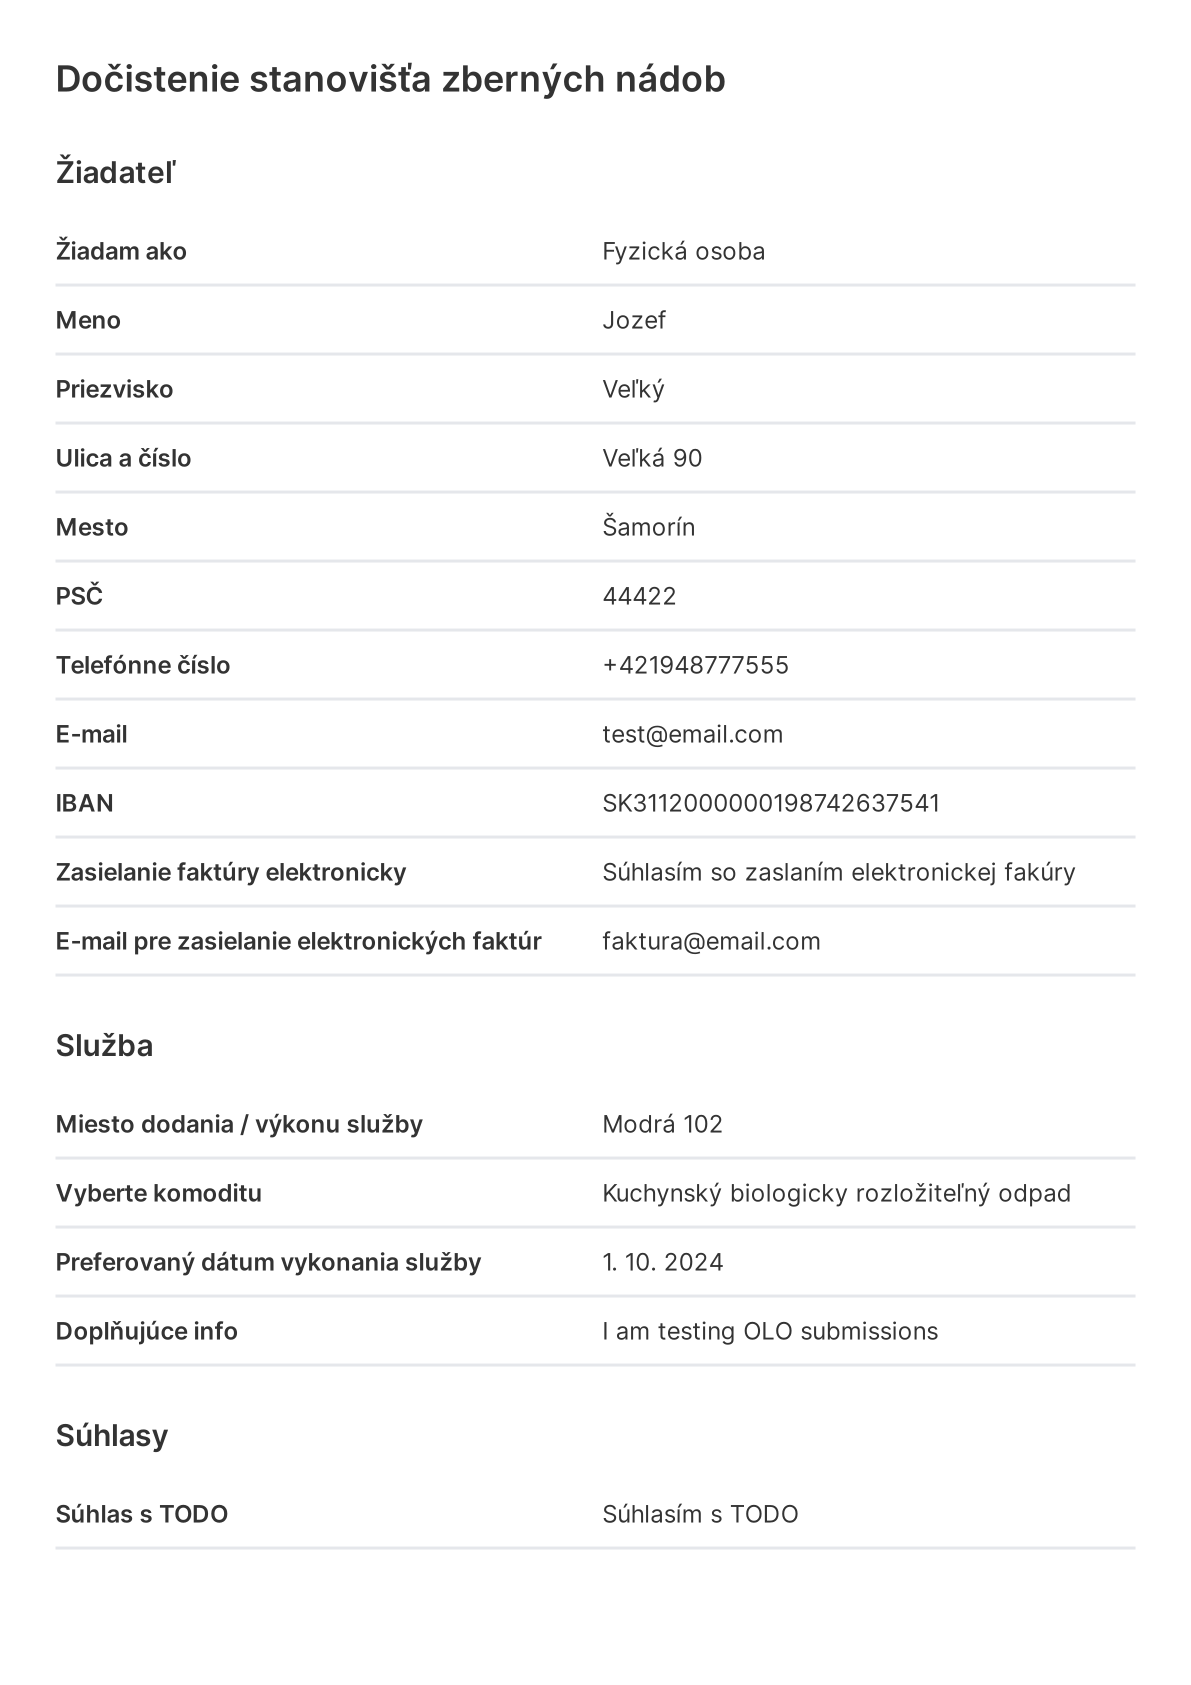 Dočistenie stanovišťa zberných nádob
Žiadateľ
Žiadam ako Fyzická osoba
Meno Jozef
Priezvisko Veľký
Ulica a číslo Veľká 90
Mesto Šamorín
PSČ 44422
Telefónne číslo +421948777555
E-mail test@email.com
IBAN SK3112000000198742637541
Zasielanie faktúry elektronicky Súhlasím so zaslaním elektronickej fakúry
E-mail pre zasielanie elektronických faktúr faktura@email.com
Služba
Miesto dodania / výkonu služby Modrá 102
Vyberte komoditu Kuchynský biologicky rozložiteľný odpad
Preferovaný dátum vykonania služby 1. 10. 2024
Doplňujúce info I am testing OLO submissions
Súhlasy
Súhlas s TODO Súhlasím s TODO